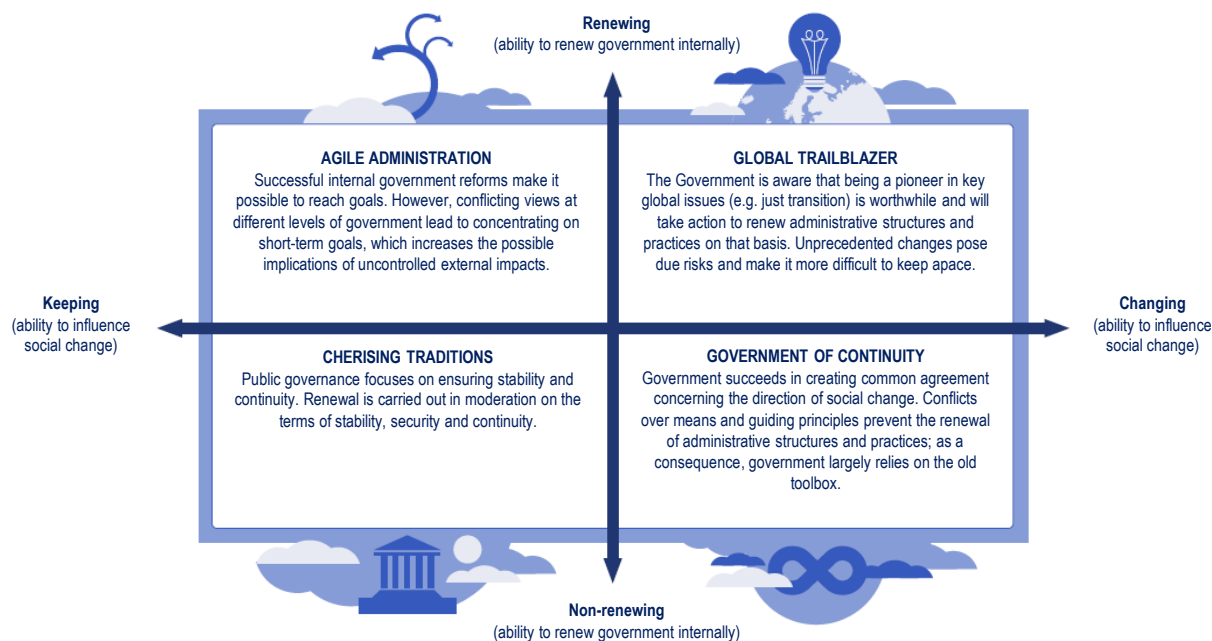 Renewing
(ability to renew government internally)
AGILE ADMINISTRATION
Successful internal government reforms make it
possible to reach goals. However, conflicting views at
different levels of government lead to concentrating on
short-term goals, which increases the possible
implications of uncontrolled external impacts.
GLOBAL TRAILBLAZER
The Government is aware that being a pioneer in key
global issues (e.g. just transition) is worthwhile and will
take action to renew administrative structures and
practices on that basis. Unprecedented changes pose
due risks and make it more difficult to keep apace.
Keeping
(ability to influence
social change)
Changing
(ability to influence
social change)
CHERISING TRADITIONS
Public governance focuses on ensuring stability and
continuity. Renewal is carried out in moderation on the
terms of stability, security and continuity.
GOVERNMENT OF CONTINUITY
Government succeeds in creating common agreement
concerning the direction of social change. Conflicts
over means and guiding principles prevent the renewal
of administrative structures and practices; as a
consequence, government largely relies on the old
toolbox.
Non-renewing
(ability to renew government internally)